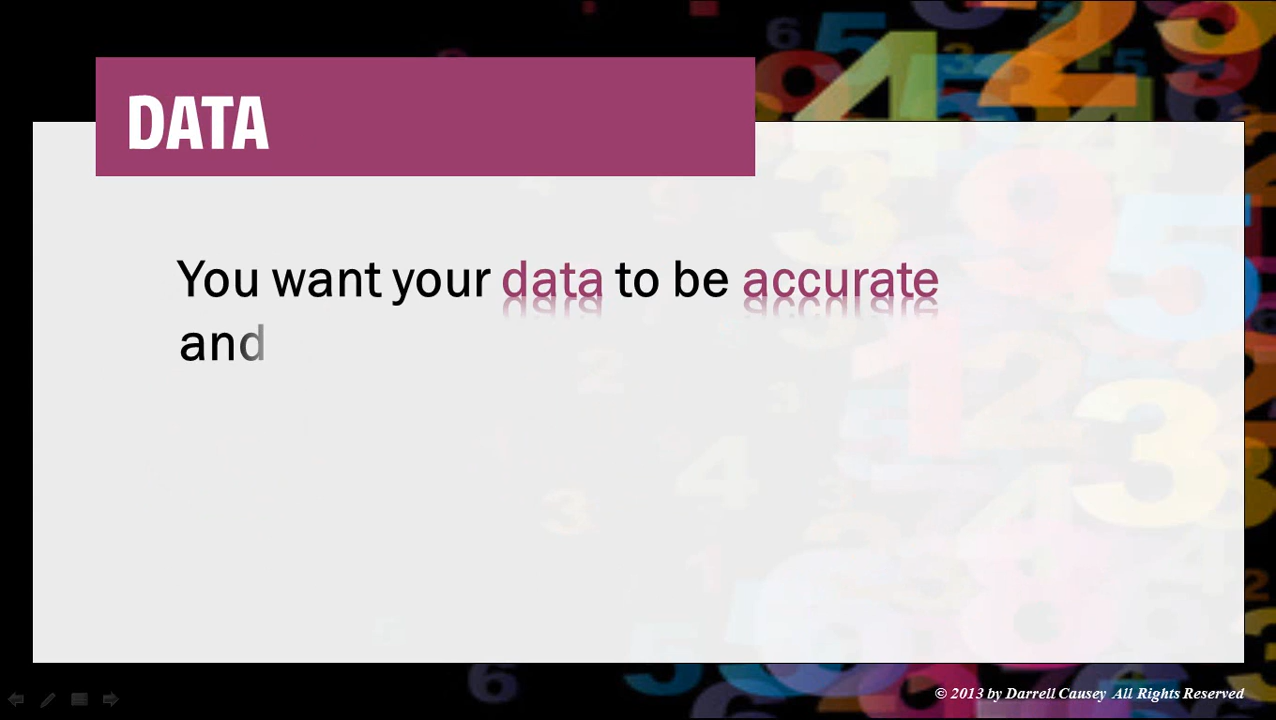 DATA
You want your data to be accurate
and
© 2013 by Darrell Causey All Rights Reserved